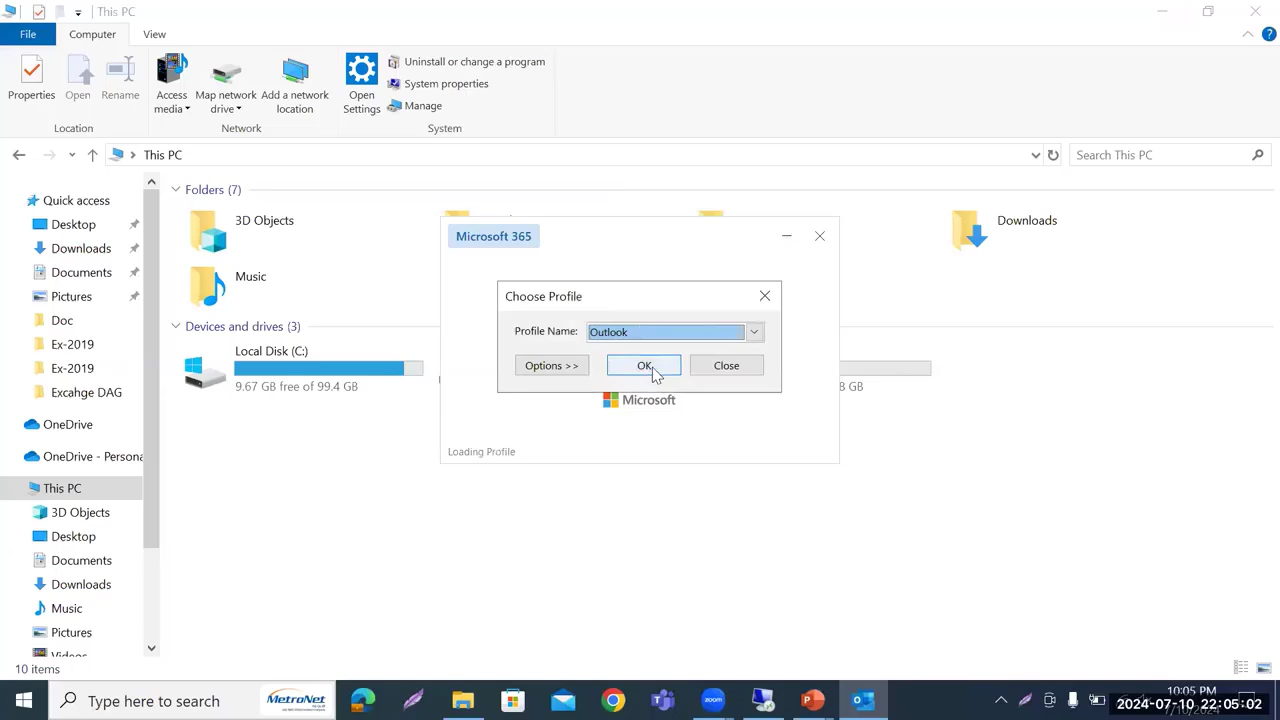 This PC
File
Computer
View
Properties
Open
Rename
Access media
Map network drive
Add a network location
Open Settings
Uninstall or change a program
System properties
Manage
Location
Network
System
This PC
Search This PC
Quick access
Desktop
Downloads
Documents
Pictures
Doc
Ex-2019
Ex-2019
Excahge DAG
OneDrive
OneDrive - Persona
This PC
3D Objects
Desktop
Documents
Downloads
Music
Pictures
Videos
Folders (7)
3D Objects
Downloads
Music
Devices and drives (3)
Local Disk (C:)
9.67 GB free of 99.4 GB
8 GB
Microsoft 365
Choose Profile
Profile Name:
Outlook
Options >>
OK
Close
Microsoft
Loading Profile
10 items
Type here to search
MetroNet
zoom
10:05 PM
2024-07-10 22:05:02